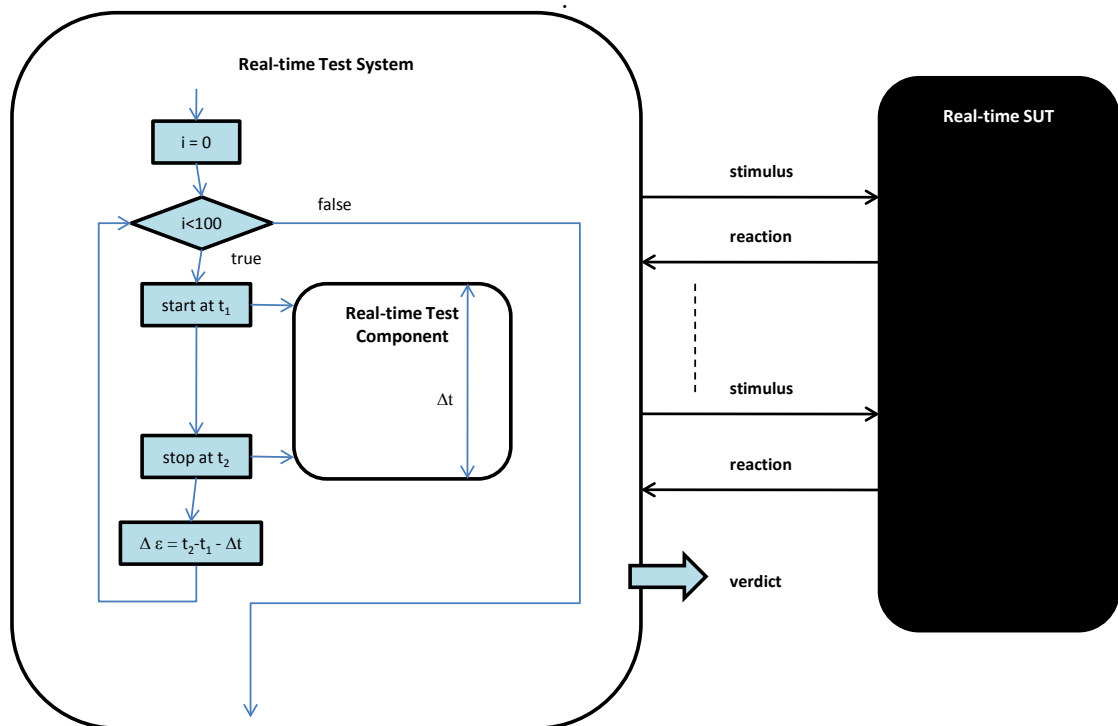 Real-time Test System
i = 0
i<100
false
true
start at t₁
Real-time Test
Component
Δt
stop at t₂
Δ ε = t₂-t₁ - Δt
stimulus
reaction
stimulus
reaction
verdict
Real-time SUT